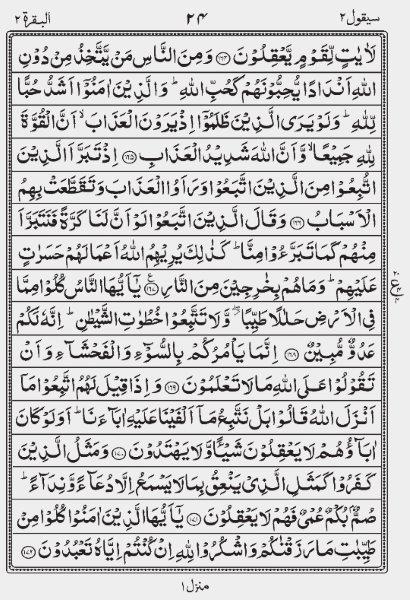 سيقول ٢ ٢٤ البقرة ٢
لَاٰيٰتٍ لِّقَوْمٍ يَّعْقِلُوْنَ ﴿١٦٤﴾ وَمِنَ النَّاسِ مَنْ يَّتَّخِذُ مِنْ دُوْنِ
اللّٰهِ اَنْدَادًا يُّحِبُّوْنَهُمْ كَحُبِّ اللّٰهِ ؕ وَالَّذِيْنَ اٰمَنُوْۤا اَشَدُّ حُبًّا
لِّلّٰهِ ؕ وَلَوْ يَرَى الَّذِيْنَ ظَلَمُوْۤا اِذْ يَرَوْنَ الْعَذَابَ ۙ اَنَّ الْقُوَّةَ
لِلّٰهِ جَمِيْعًا ۙ وَّاَنَّ اللّٰهَ شَدِيْدُ الْعَذَابِ ﴿١٦٥﴾ اِذْ تَبَرَّاَ الَّذِيْنَ
اتُّبِعُوْا مِنَ الَّذِيْنَ اتَّبَعُوْا وَرَاَوُا الْعَذَابَ وَتَقَطَّعَتْ بِهِمُ
الْاَسْبَابُ ﴿١٦٦﴾ وَقَالَ الَّذِيْنَ اتَّبَعُوْا لَوْ اَنَّ لَنَا كَرَّةً فَنَتَبَرَّاَ
مِنْهُمْ كَمَا تَبَرَّءُوْا مِنَّا ؕ كَذٰلِكَ يُرِيْهِمُ اللّٰهُ اَعْمَالَهُمْ حَسَرٰتٍ
عَلَيْهِمْ ؕ وَمَا هُمْ بِخٰرِجِيْنَ مِنَ النَّارِ ﴿١٦٧﴾ يٰۤاَيُّهَا النَّاسُ كُلُوْا مِمَّا
فِي الْاَرْضِ حَلٰلًا طَيِّبًا ۖ وَّلَا تَتَّبِعُوْا خُطُوٰتِ الشَّيْطٰنِ ؕ اِنَّهٗ لَكُمْ
عَدُوٌّ مُّبِيْنٌ ﴿١٦٨﴾ اِنَّمَا يَاْمُرُكُمْ بِالسُّوْٓءِ وَالْفَحْشَآءِ وَاَنْ
تَقُوْلُوْا عَلَى اللّٰهِ مَا لَا تَعْلَمُوْنَ ﴿١٦٩﴾ وَاِذَا قِيْلَ لَهُمُ اتَّبِعُوْا مَاۤ
اَنْزَلَ اللّٰهُ قَالُوْا بَلْ نَتَّبِعُ مَاۤ اَلْفَيْنَا عَلَيْهِ اٰبَآءَنَا ؕ اَوَلَوْ كَانَ
اٰبَآؤُهُمْ لَا يَعْقِلُوْنَ شَيْـًٔا وَّلَا يَهْتَدُوْنَ ﴿١٧٠﴾ وَمَثَلُ الَّذِيْنَ
كَفَرُوْا كَمَثَلِ الَّذِيْ يَنْعِقُ بِمَا لَا يَسْمَعُ اِلَّا دُعَآءً وَّنِدَآءً ؕ
صُمٌّۢ بُكْمٌ عُمْيٌ فَهُمْ لَا يَعْقِلُوْنَ ﴿١٧١﴾ يٰۤاَيُّهَا الَّذِيْنَ اٰمَنُوْا كُلُوْا مِنْ
طَيِّبٰتِ مَا رَزَقْنٰكُمْ وَاشْكُرُوْا لِلّٰهِ اِنْ كُنْتُمْ اِيَّاهُ تَعْبُدُوْنَ ﴿١٧٢﴾
منزل ١